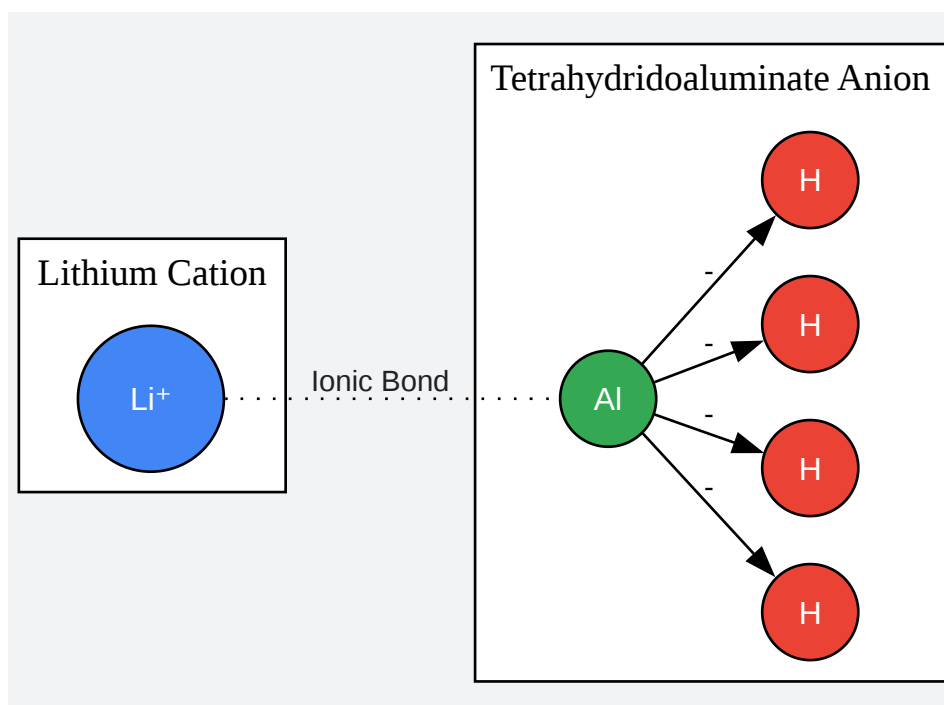 Tetrahydridoaluminate Anion
H
-
H
Lithium Cation
-
Li⁺
Ionic Bond
Al
-
H
-
H